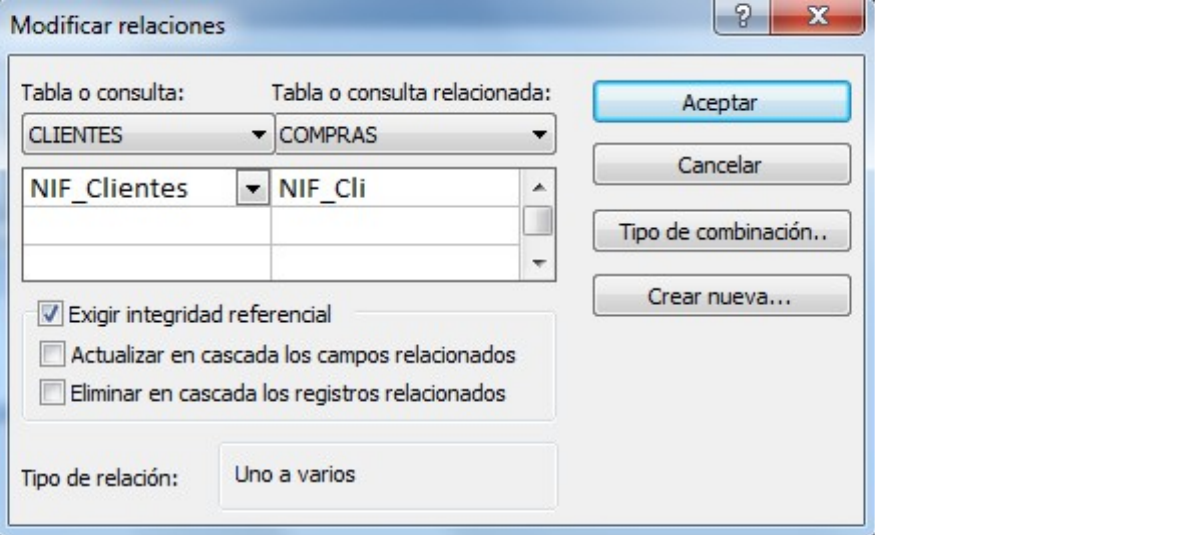 Modificar relaciones
?
Tabla o consulta: Tabla o consulta relacionada:
CLIENTES COMPRAS
NIF_Clientes NIF_Cli
Exigir integridad referencial
Actualizar en cascada los campos relacionados
Eliminar en cascada los registros relacionados
Tipo de relación: Uno a varios
Aceptar
Cancelar
Tipo de combinación..
Crear nueva...